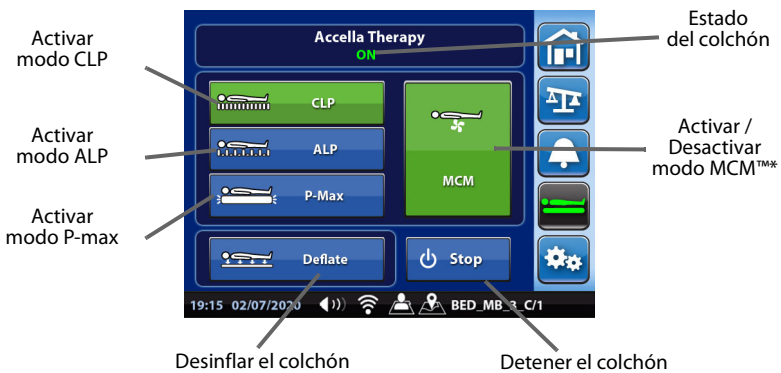 Estado
del colchón
Activar
modo CLP
Accella Therapy
ON
CLP
Activar
modo ALP
ALP
Activar /
Desactivar
modo MCM™*
MCM
P-Max
Activar
modo P-max
Deflate
Stop
19:15 02/07/2020 BED_MB_3_C/1
Desinflar el colchón
Detener el colchón